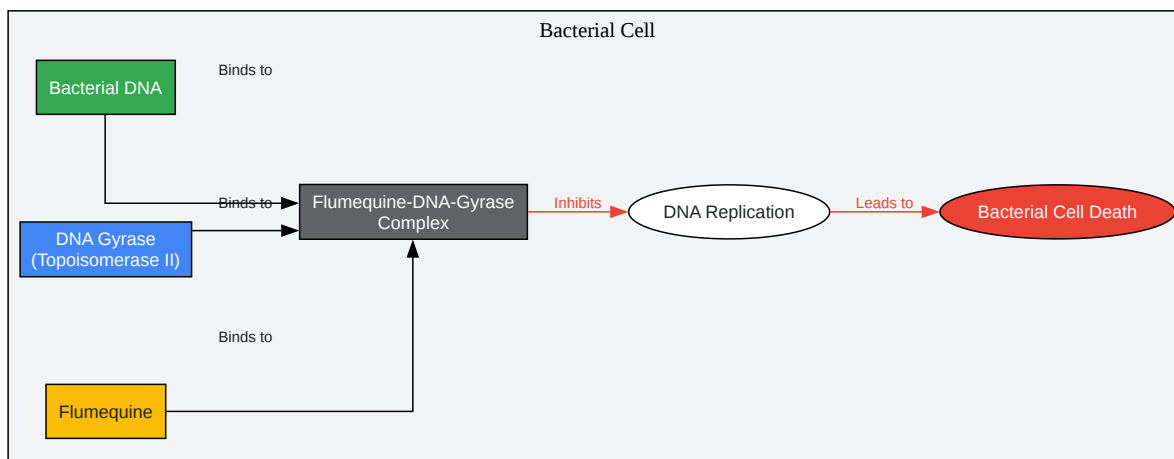 Bacterial Cell
Binds to
Bacterial DNA
Binds to
Flumequine-DNA-Gyrase
Complex
Inhibits
DNA Replication
Leads to
Bacterial Cell Death
DNA Gyrase
(Topoisomerase II)
Binds to
Flumequine